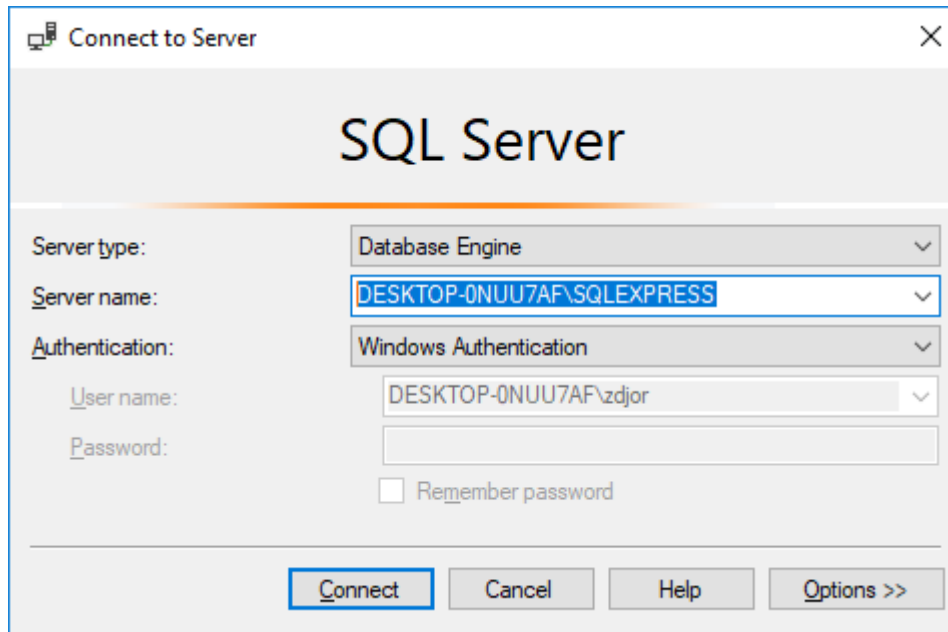 Connect to Server
SQL Server
Server type: Database Engine
Server name: DESKTOP-0NUU7AF\SQLEXPRESS
Authentication: Windows Authentication
User name: DESKTOP-0NUU7AF\zdjor
Password:
Remember password
Connect Cancel Help Options >>